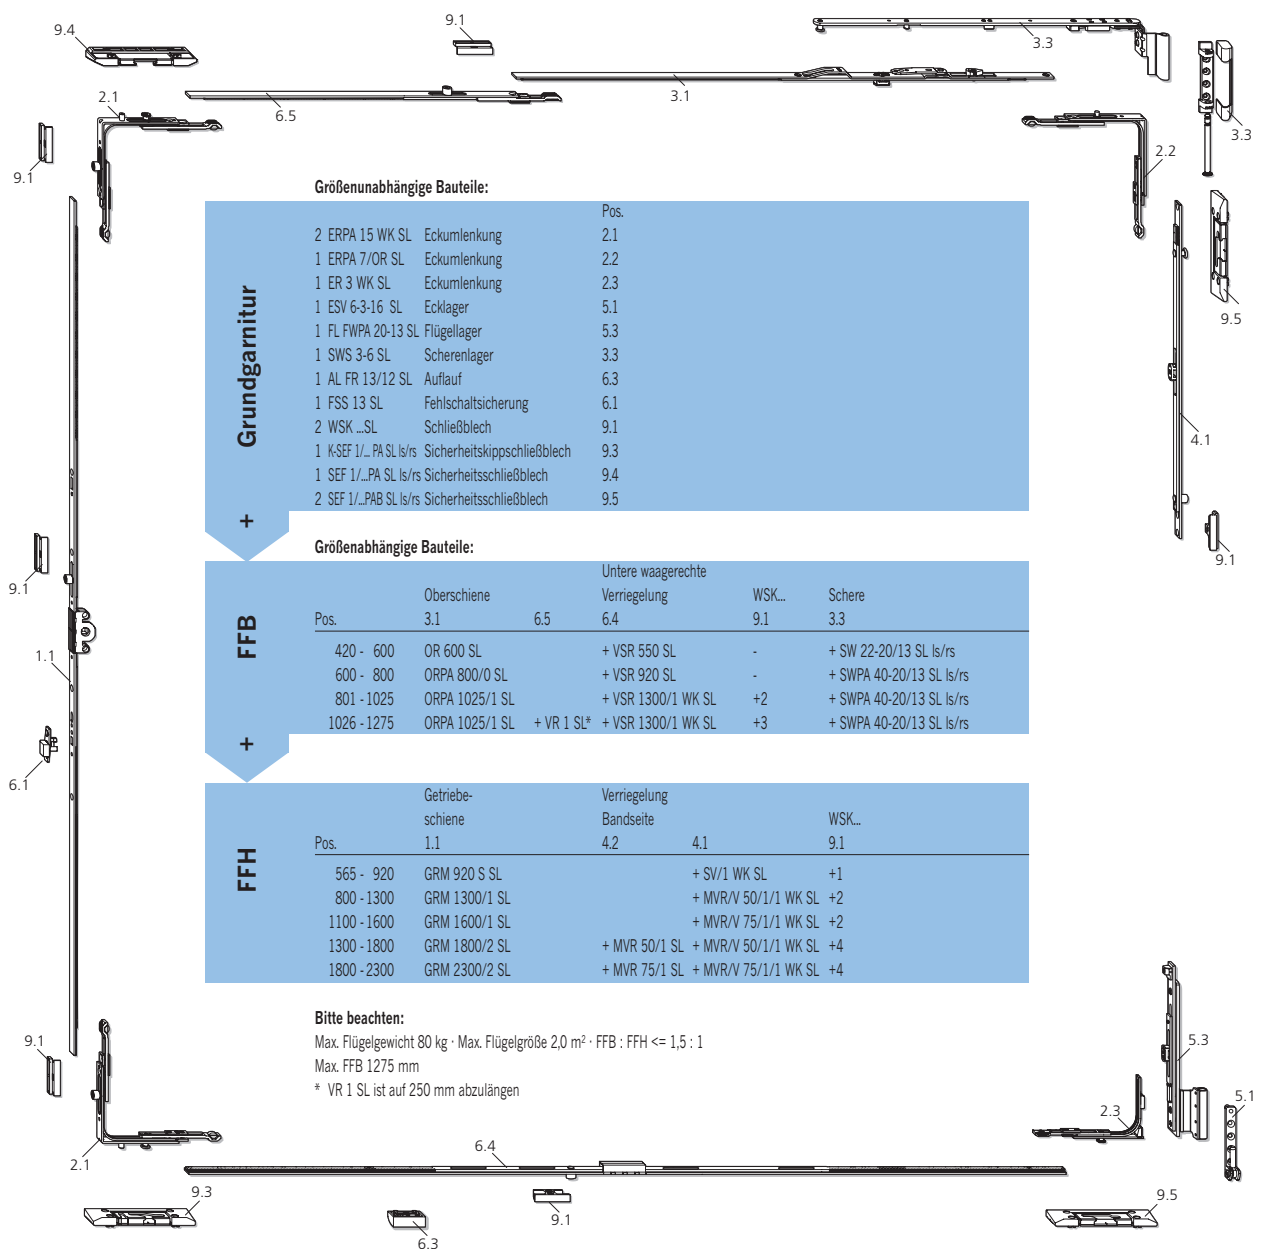 9.4
9.1
3.3
3.1
6.5
2.1
9.1
3.3
2.2
9.5
4.1
9.1
Größenunabhängige Bauteile:
Grundgarnitur
+
Pos.
2 ERPA 15 WK SL Eckumlenkung 2.1
1 ERPA 7/OR SL Eckumlenkung 2.2
1 ER 3 WK SL Eckumlenkung 2.3
1 ESV 6-3-16 SL Ecklager 5.1
1 FL FWPA 20-13 SL Flügellager 5.3
1 SWS 3-6 SL Scherenlager 3.3
1 AL FR 13/12 SL Auflauf 6.3
1 FSS 13 SL Fehlschaltsicherung 6.1
2 WSK ...SL Schließblech 9.1
1 K-SEF 1/... PA SL ls/rs Sicherheitskippschließblech 9.3
1 SEF 1/...PA SL ls/rs Sicherheitsschließblech 9.4
2 SEF 1/...PAB SL ls/rs Sicherheitsschließblech 9.5
Größenabhängige Bauteile:
FFB
+
Untere waagerechte
Oberschiene Verriegelung WSK... Schere
Pos. 3.1 6.5 6.4 9.1 3.3
420 - 600 OR 600 SL + VSR 550 SL - + SW 22-20/13 SL ls/rs
600 - 800 ORPA 800/0 SL + VSR 920 SL - + SWPA 40-20/13 SL ls/rs
801 - 1025 ORPA 1025/1 SL + VSR 1300/1 WK SL +2 + SWPA 40-20/13 SL ls/rs
1026 - 1275 ORPA 1025/1 SL + VR 1 SL* + VSR 1300/1 WK SL +3 + SWPA 40-20/13 SL ls/rs
FFH
Getriebe- Verriegelung
schiene Bandseite WSK...
Pos. 1.1 4.2 4.1 9.1
565 - 920 GRM 920 S SL + SV/1 WK SL +1
800 - 1300 GRM 1300/1 SL + MVR/V 50/1/1 WK SL +2
1100 - 1600 GRM 1600/1 SL + MVR/V 75/1/1 WK SL +2
1300 - 1800 GRM 1800/2 SL + MVR 50/1 SL + MVR/V 50/1/1 WK SL +4
1800 - 2300 GRM 2300/2 SL + MVR 75/1 SL + MVR/V 75/1/1 WK SL +4
Bitte beachten:
Max. Flügelgewicht 80 kg · Max. Flügelgröße 2,0 m² · FFB : FFH <= 1,5 : 1
Max. FFB 1275 mm
* VR 1 SL ist auf 250 mm abzulängen
9.1
1.1
6.1
9.1
2.1
9.3
6.3
6.4
9.1
2.3
5.3
5.1
9.5